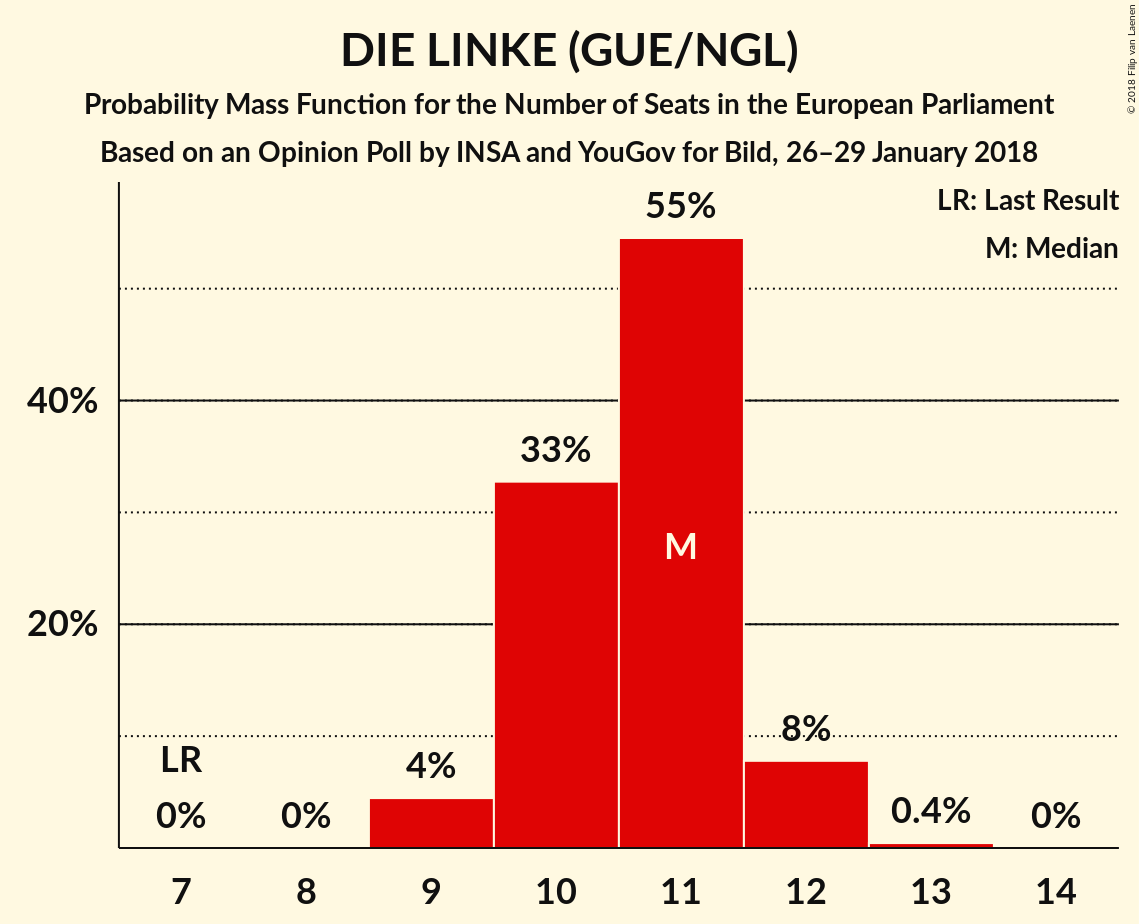 DIE LINKE (GUE/NGL)
Probability Mass Function for the Number of Seats in the European Parliament
Based on an Opinion Poll by INSA and YouGov for Bild, 26–29 January 2018
© 2018 Filip van Laenen
LR: Last Result
M: Median
55%
40%
33%
M
20%
8%
LR
4%
0%
0%
0.4%
0%
7 8 9 10 11 12 13 14